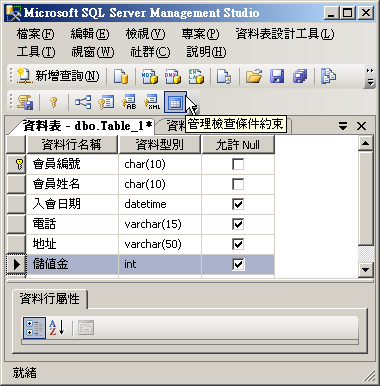 Microsoft SQL Server Management Studio
檔案(F) 編輯(E) 檢視(V) 專案(P) 資料表設計工具(L)
工具(T) 視窗(W) 社群(C) 說明(H)
新增查詢(N)
管理檢查條件約束
資料表 - dbo.Table_1*
資料行名稱 資料型別 允許 Null
會員編號 char(10)
會員姓名 char(10)
入會日期 datetime
電話 varchar(15)
地址 varchar(50)
儲值金 int
資料行屬性
就緒